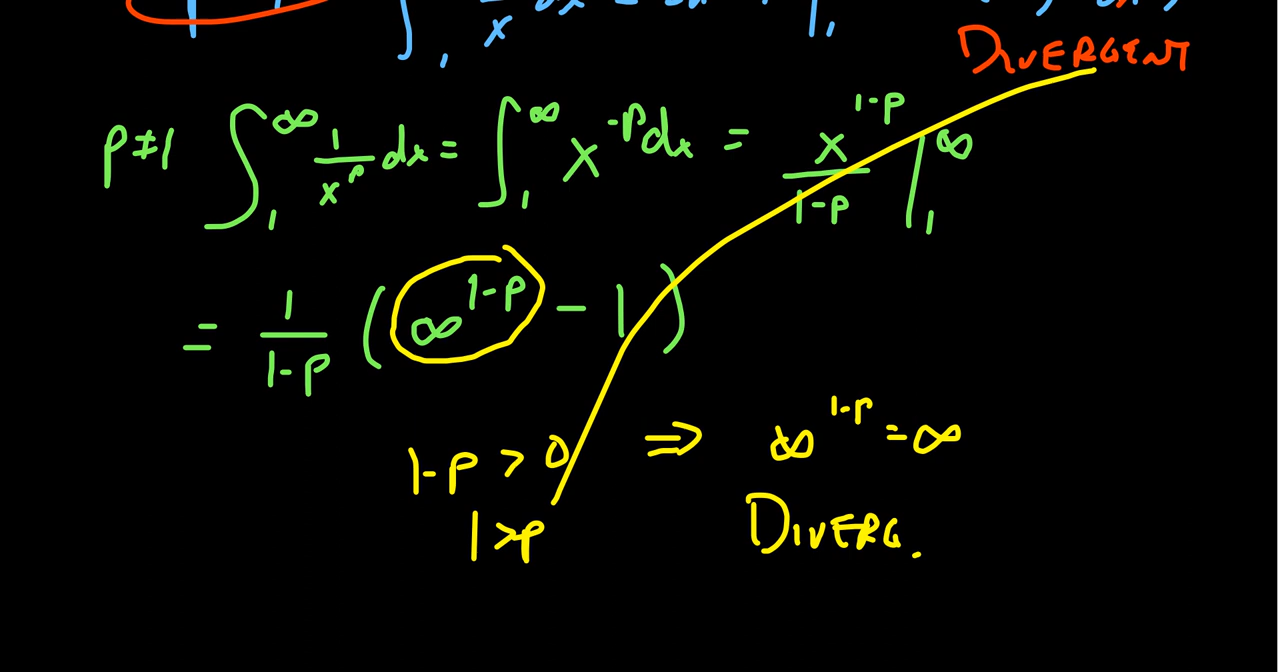 DIVERGENT
p≠1 ∫₁^∞ 1/x^p dx = ∫₁^∞ x^{-p} dx = x^{1-p}/(1-p) |₁^∞
= 1/(1-p) (∞^{1-p} - 1)
1-p > 0 ⇒ ∞^{1-p} = ∞
1>p DIVERG.